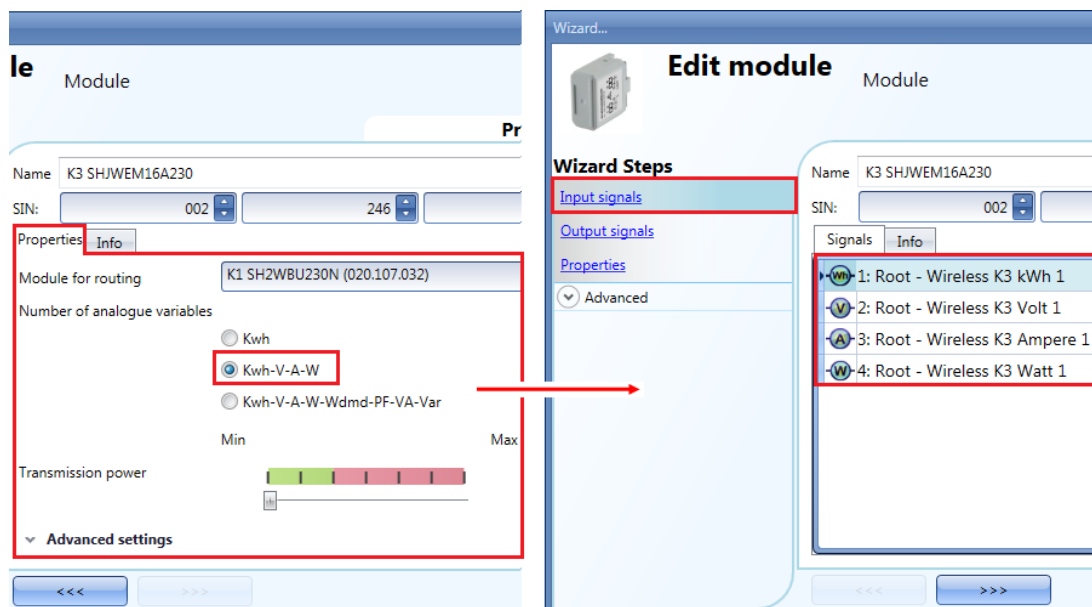 le
Module
Pr
Name K3 SHJWEM16A230
SIN: 002 246
Properties Info
Module for routing K1 SH2WBU230N (020.107.032)
Number of analogue variables
Kwh
Kwh-V-A-W
Kwh-V-A-W-Wdmd-PF-VA-Var
Min Max
Transmission power
Advanced settings
<<< >>>
Wizard...
Edit module Module
Wizard Steps
Input signals
Output signals
Properties
Advanced
Name K3 SHJWEM16A230
SIN: 002
Signals Info
Wh 1: Root - Wireless K3 kWh 1
V 2: Root - Wireless K3 Volt 1
A 3: Root - Wireless K3 Ampere 1
W 4: Root - Wireless K3 Watt 1
<<< >>>